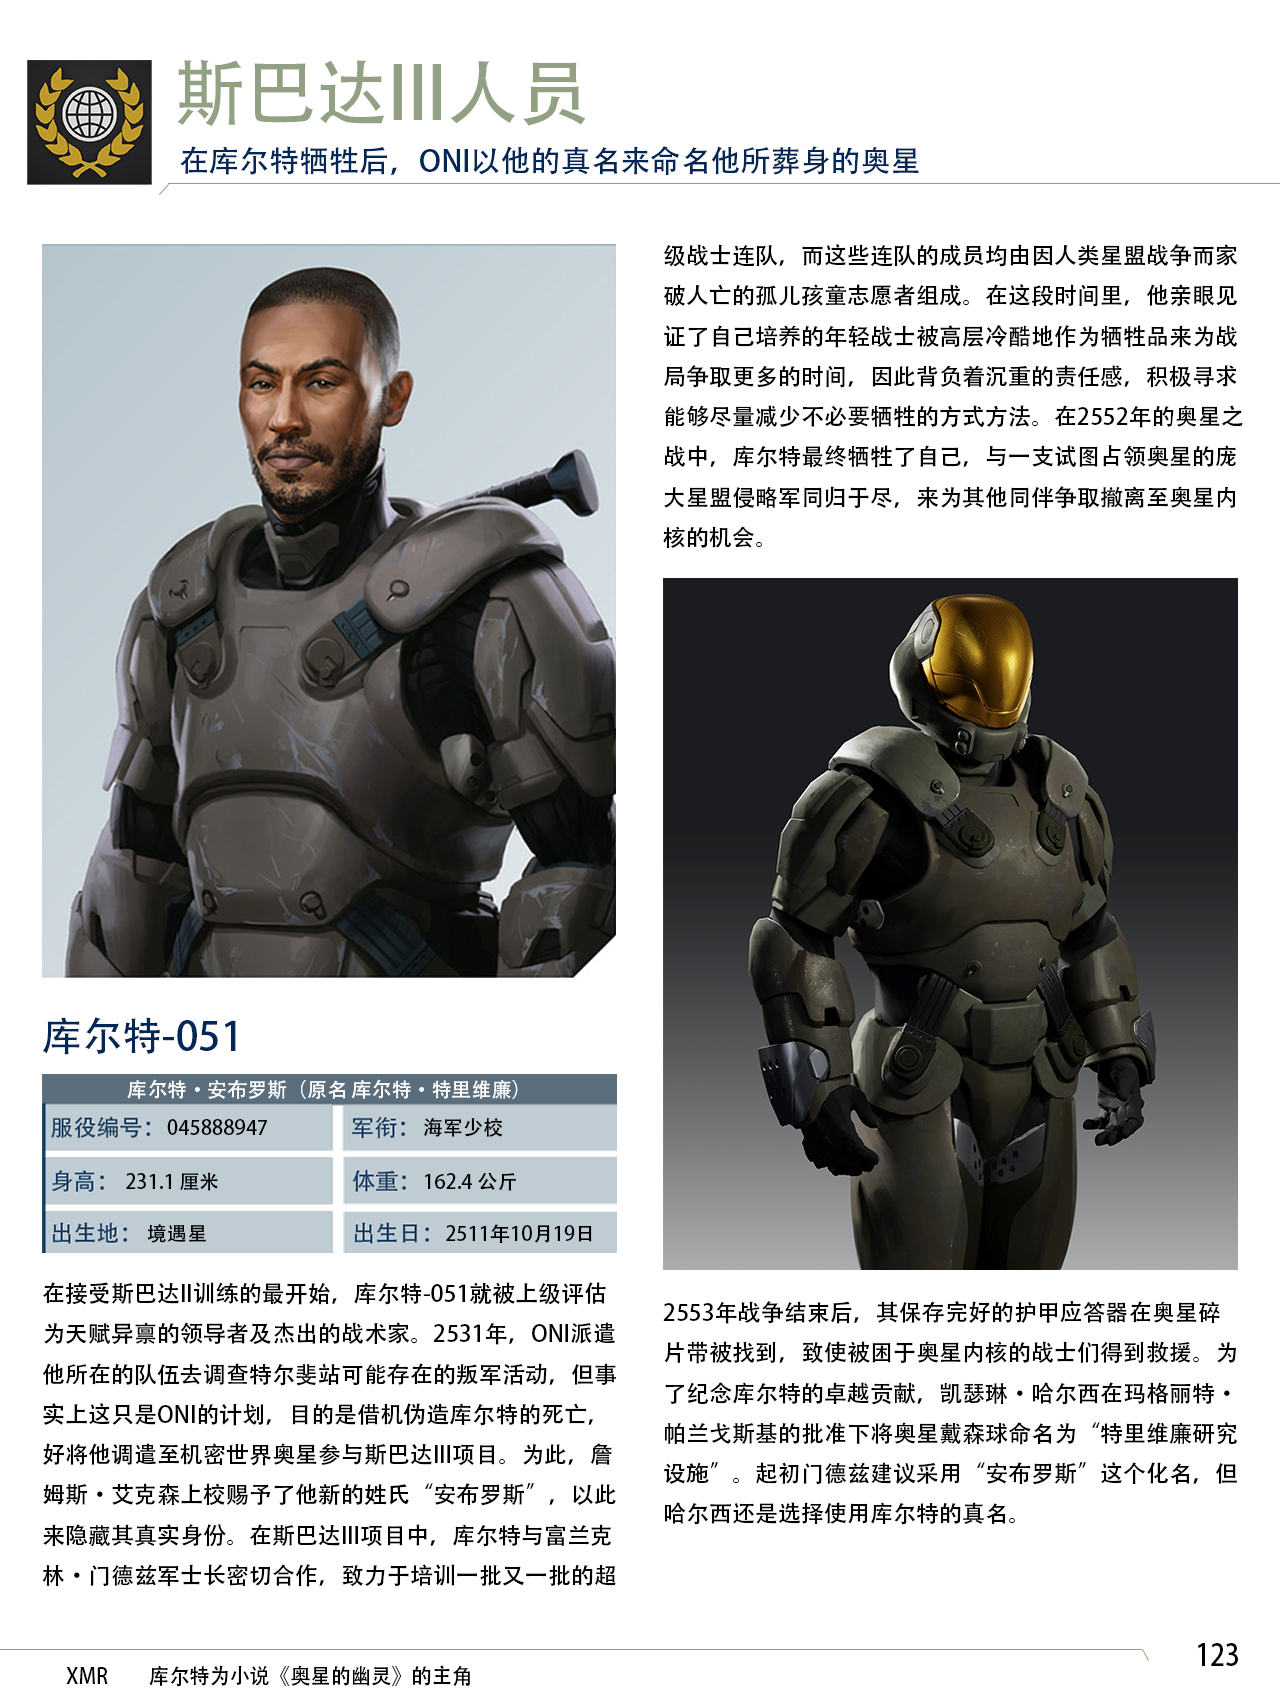 斯巴达III人员
在库尔特牺牲后，ONI以他的真名来命名他所葬身的奥星
库尔特-051
库尔特·安布罗斯（原名 库尔特·特里维廉）
服役编号：045888947
军衔：海军少校
身高：231.1 厘米
体重：162.4 公斤
出生地：境遇星
出生日：2511年10月19日
在接受斯巴达II训练的最开始，库尔特-051就被上级评估
为天赋异禀的领导者及杰出的战术家。2531年，ONI派遣
他所在的队伍去调查特尔斐站可能存在的叛军活动，但事
实上这只是ONI的计划，目的是借机伪造库尔特的死亡，
好将他调遣至机密世界奥星参与斯巴达III项目。为此，詹
姆斯·艾克森上校赐予了他新的姓氏“安布罗斯”，以此
来隐藏其真实身份。在斯巴达III项目中，库尔特与富兰克
林·门德兹军士长密切合作，致力于培训一批又一批的超
级战士连队，而这些连队的成员均由因人类星盟战争而家
破人亡的孤儿孩童志愿者组成。在这段时间里，他亲眼见
证了自己培养的年轻战士被高层冷酷地作为牺牲品来为战
局争取更多的时间，因此背负着沉重的责任感，积极寻求
能够尽量减少不必要牺牲的方式方法。在2552年的奥星之
战中，库尔特最终牺牲了自己，与一支试图占领奥星的庞
大星盟侵略军同归于尽，来为其他同伴争取撤离至奥星内
核的机会。
2553年战争结束后，其保存完好的护甲应答器在奥星碎
片带被找到，致使被困于奥星内核的战士们得到救援。为
了纪念库尔特的卓越贡献，凯瑟琳·哈尔西在玛格丽特·
帕兰戈斯基的批准下将奥星戴森球命名为“特里维廉研究
设施”。起初门德兹建议采用“安布罗斯”这个化名，但
哈尔西还是选择使用库尔特的真名。
XMR 库尔特为小说《奥星的幽灵》的主角
123